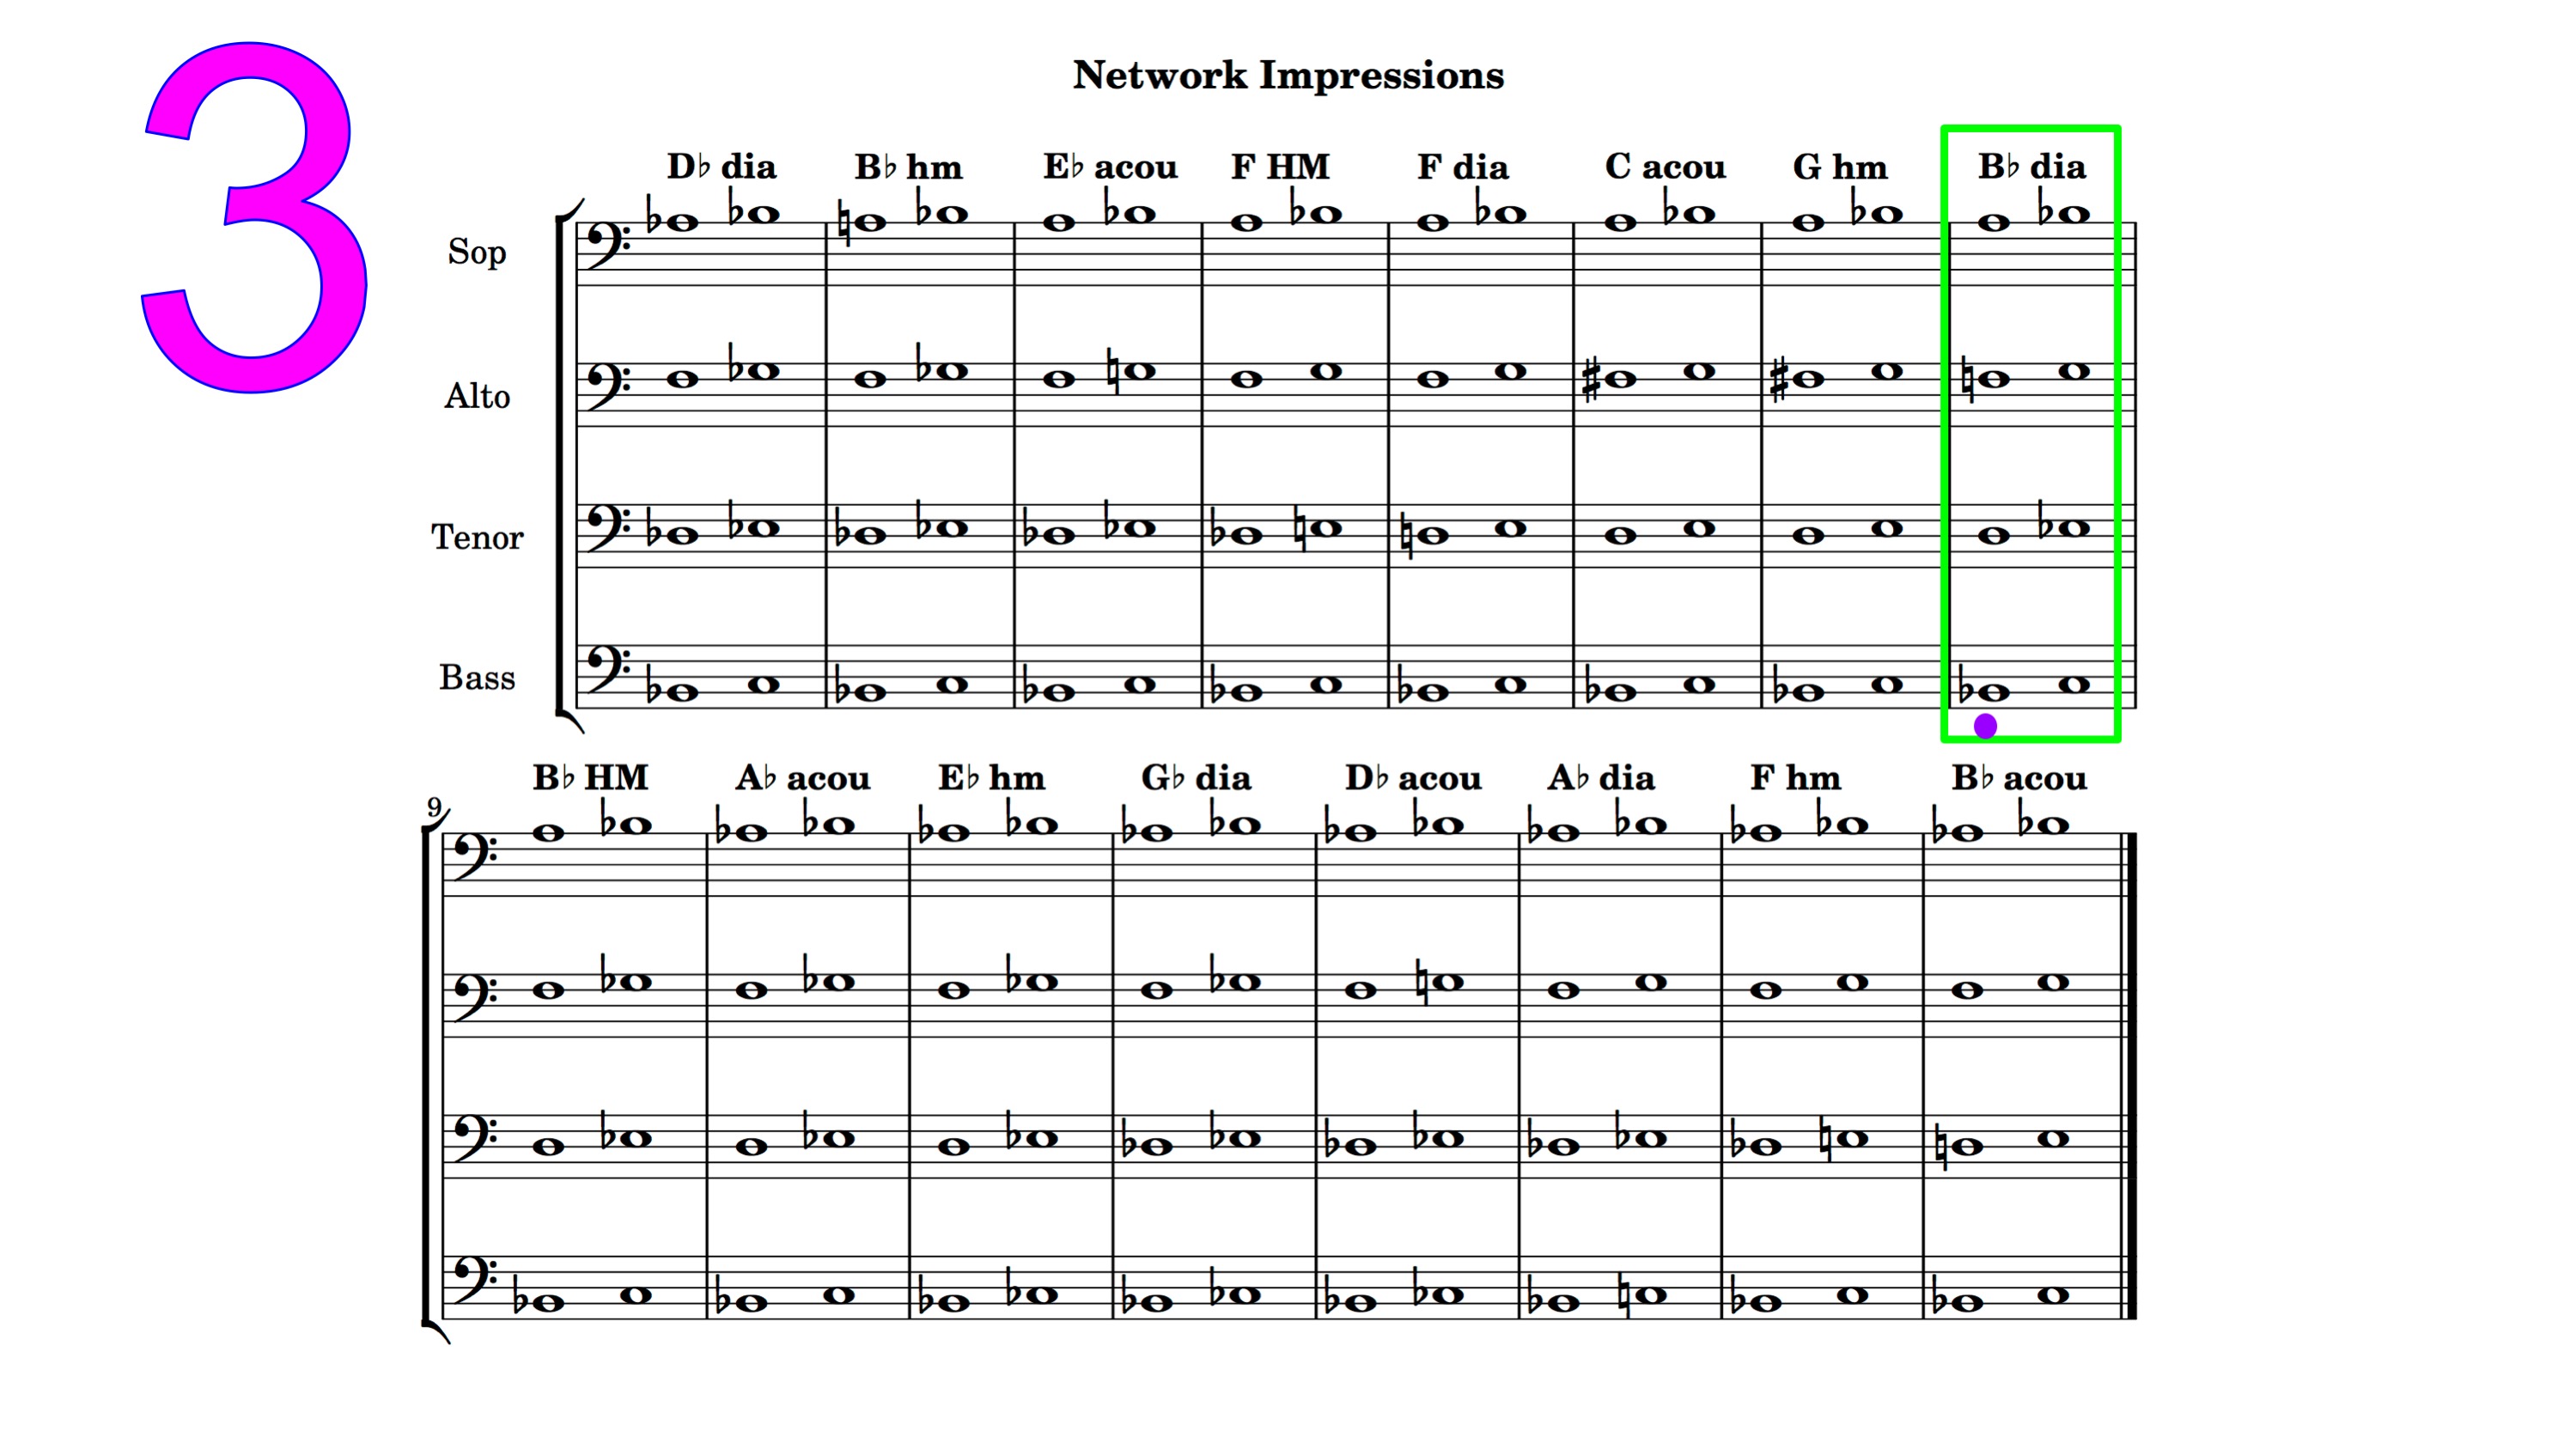 3
Network Impressions
D♭ dia B♭ hm E♭ acou F HM F dia C acou G hm B♭ dia
Sop
Alto
Tenor
Bass
B♭ HM A♭ acou E♭ hm G♭ dia D♭ acou A♭ dia F hm B♭ acou
9